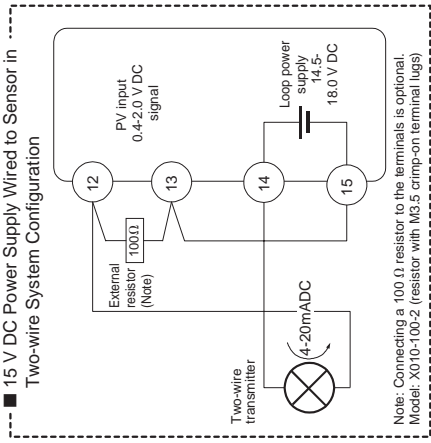 ■ 15 V DC Power Supply Wired to Sensor in
Two-wire System Configuration
PV input
0.4-2.0 V DC
signal
Loop power
supply
14.5-
18.0 V DC
12
13
14
15
External
resistor
(Note)
100Ω
Two-wire
transmitter
4-20mADC
Note: Connecting a 100 Ω resistor to the terminals is optional.
Model: X010-100-2 (resistor with M3.5 crimp-on terminal lugs)